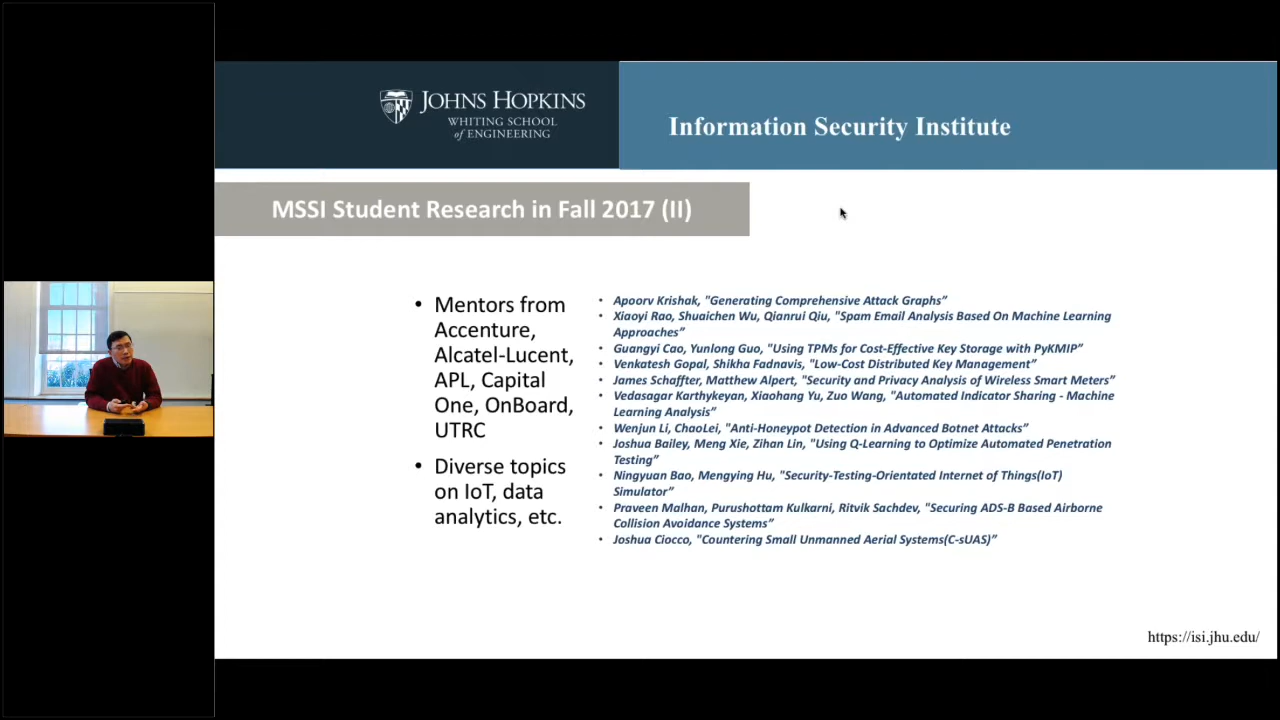 JOHNS HOPKINS
WHITING SCHOOL
of ENGINEERING
Information Security Institute
MSSI Student Research in Fall 2017 (II)
• Mentors from
Accenture,
Alcatel-Lucent,
APL, Capital
One, OnBoard,
UTRC
• Diverse topics
on IoT, data
analytics, etc.
• Apoorv Krishak, "Generating Comprehensive Attack Graphs”
• Xiaoyi Rao, Shuaichen Wu, Qianrui Qiu, "Spam Email Analysis Based On Machine Learning
Approaches”
• Guangyi Cao, Yunlong Guo, "Using TPMs for Cost-Effective Key Storage with PyKMIP”
• Venkatesh Gopal, Shikha Fadnavis, "Low-Cost Distributed Key Management”
• James Schaffter, Matthew Alpert, "Security and Privacy Analysis of Wireless Smart Meters”
• Vedasagar Karthykeyan, Xiaohang Yu, Zuo Wang, "Automated Indicator Sharing - Machine
Learning Analysis”
• Wenjun Li, ChaoLei, "Anti-Honeypot Detection in Advanced Botnet Attacks”
• Joshua Bailey, Meng Xie, Zihan Lin, "Using Q-Learning to Optimize Automated Penetration
Testing”
• Ningyuan Bao, Mengying Hu, "Security-Testing-Orientated Internet of Things(IoT)
Simulator”
• Praveen Malhan, Purushottam Kulkarni, Ritvik Sachdev, "Securing ADS-B Based Airborne
Collision Avoidance Systems”
• Joshua Ciocco, "Countering Small Unmanned Aerial Systems(C-sUAS)”
https://isi.jhu.edu/